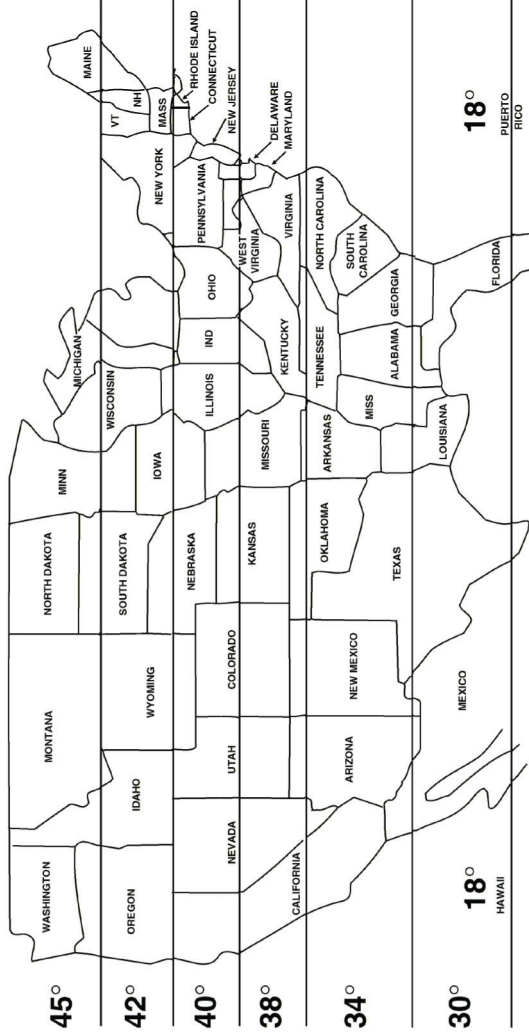 45°
42°
40°
38°
34°
30°
WASHINGTON
MONTANA
NORTH DAKOTA
MINN
MICHIGAN
MAINE
OREGON
IDAHO
WYOMING
SOUTH DAKOTA
WISCONSIN
IOWA
NEW YORK
VT
NH
MASS
RHODE ISLAND
CONNECTICUT
NEW JERSEY
NEVADA
UTAH
COLORADO
NEBRASKA
KANSAS
ILLINOIS
IND
OHIO
PENNSYLVANIA
DELAWARE
MARYLAND
CALIFORNIA
MISSOURI
KENTUCKY
WEST
VIRGINIA
VIRGINIA
ARIZONA
NEW MEXICO
OKLAHOMA
ARKANSAS
TENNESSEE
NORTH CAROLINA
SOUTH
CAROLINA
TEXAS
MISS
ALABAMA
GEORGIA
LOUISIANA
FLORIDA
MEXICO
18°
HAWAII
18°
PUERTO
RICO